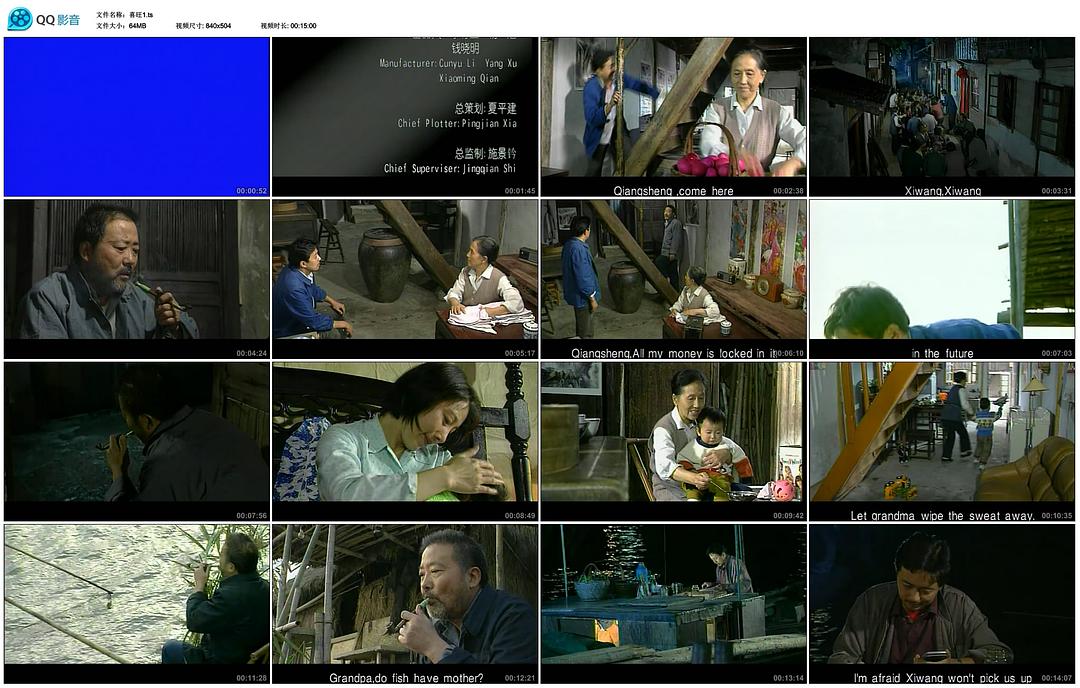 QQ 影音
文件名称: 喜旺1.ts
文件大小: 64MB
视频尺寸: 840x504
视频时长: 00:15:00
00:00:52
钱晓明
Manufacturer:Cunyu Li Yang Xu
Xiaoming Qian
总策划:夏平建
Chief Plotter:Pingjian Xia
总监制:施景钤
Chief Superviser:Jingqian Shi
00:01:45
Qiangsheng ,come here
00:02:38
Xiwang,Xiwang
00:03:31
00:04:24
00:05:17
Qiangsheng,All my money is locked in it
00:06:10
in the future
00:07:03
00:07:56
00:08:49
00:09:42
Let grandma wipe the sweat away.
00:10:35
00:11:28
Grandpa,do fish have mother?
00:12:21
00:13:14
I'm afraid Xiwang won't pick us up
00:14:07